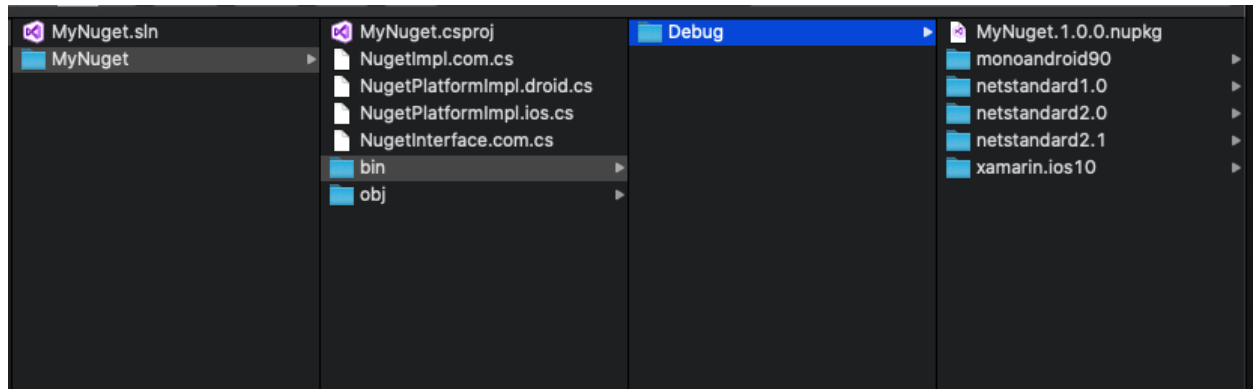 MyNuget.sln
MyNuget
MyNuget.csproj
NugetImpl.com.cs
NugetPlatformImpl.droid.cs
NugetPlatformImpl.ios.cs
NugetInterface.com.cs
bin
obj
Debug
MyNuget.1.0.0.nupkg
monoandroid90
netstandard1.0
netstandard2.0
netstandard2.1
xamarin.ios10